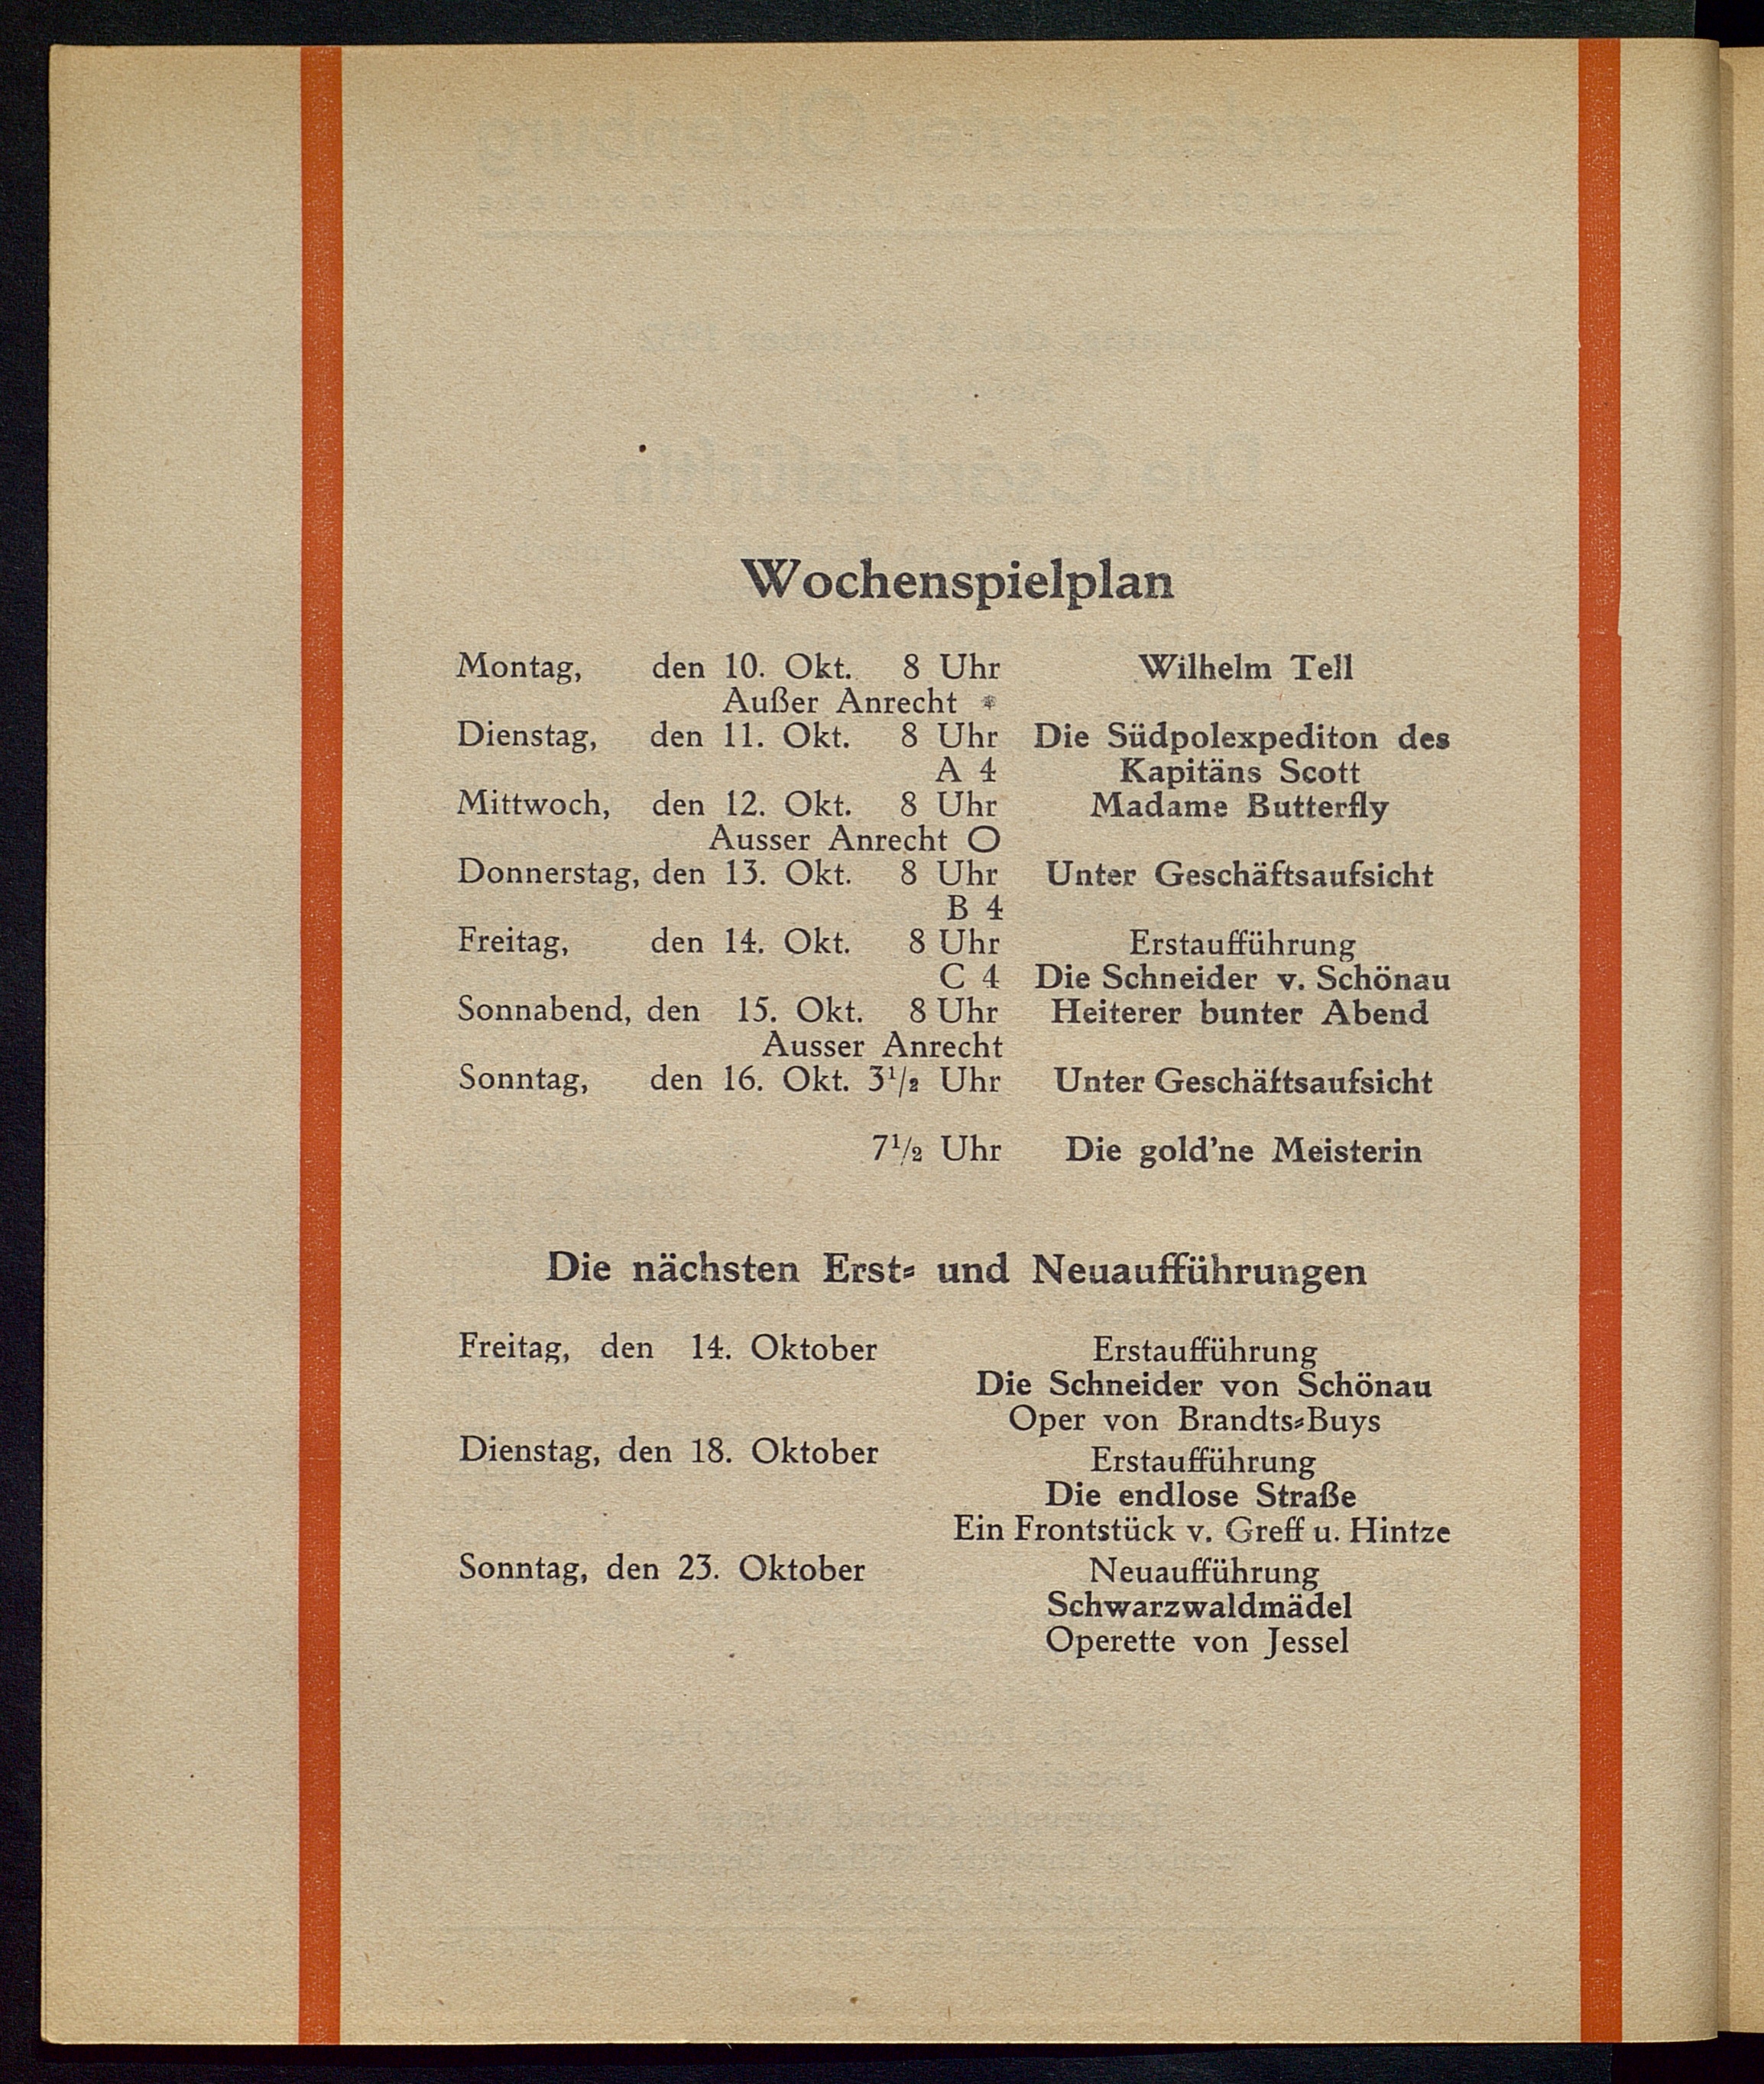 Wochenspielplan
Montag, den 10. Okt. 8 Uhr Wilhelm Tell
Außer Anrecht *
Dienstag, den 11. Okt. 8 Uhr Die Südpolexpediton des
A 4 Kapitäns Scott
Mittwoch, den 12. Okt. 8 Uhr Madame Butterfly
Ausser Anrecht O
Donnerstag, den 13. Okt. 8 Uhr Unter Geschäftsaufsicht
B 4
Freitag, den 14. Okt. 8 Uhr Erstaufführung
C 4 Die Schneider v. Schönau
Sonnabend, den 15. Okt. 8 Uhr Heiterer bunter Abend
Ausser Anrecht
Sonntag, den 16. Okt. 3½ Uhr Unter Geschäftsaufsicht
7½ Uhr Die gold'ne Meisterin
Die nächsten Erst- und Neuaufführungen
Freitag, den 14. Oktober Erstaufführung
Die Schneider von Schönau
Oper von Brandts-Buys
Dienstag, den 18. Oktober Erstaufführung
Die endlose Straße
Ein Frontstück v. Greff u. Hintze
Sonntag, den 23. Oktober Neuaufführung
Schwarzwaldmädel
Operette von Jessel